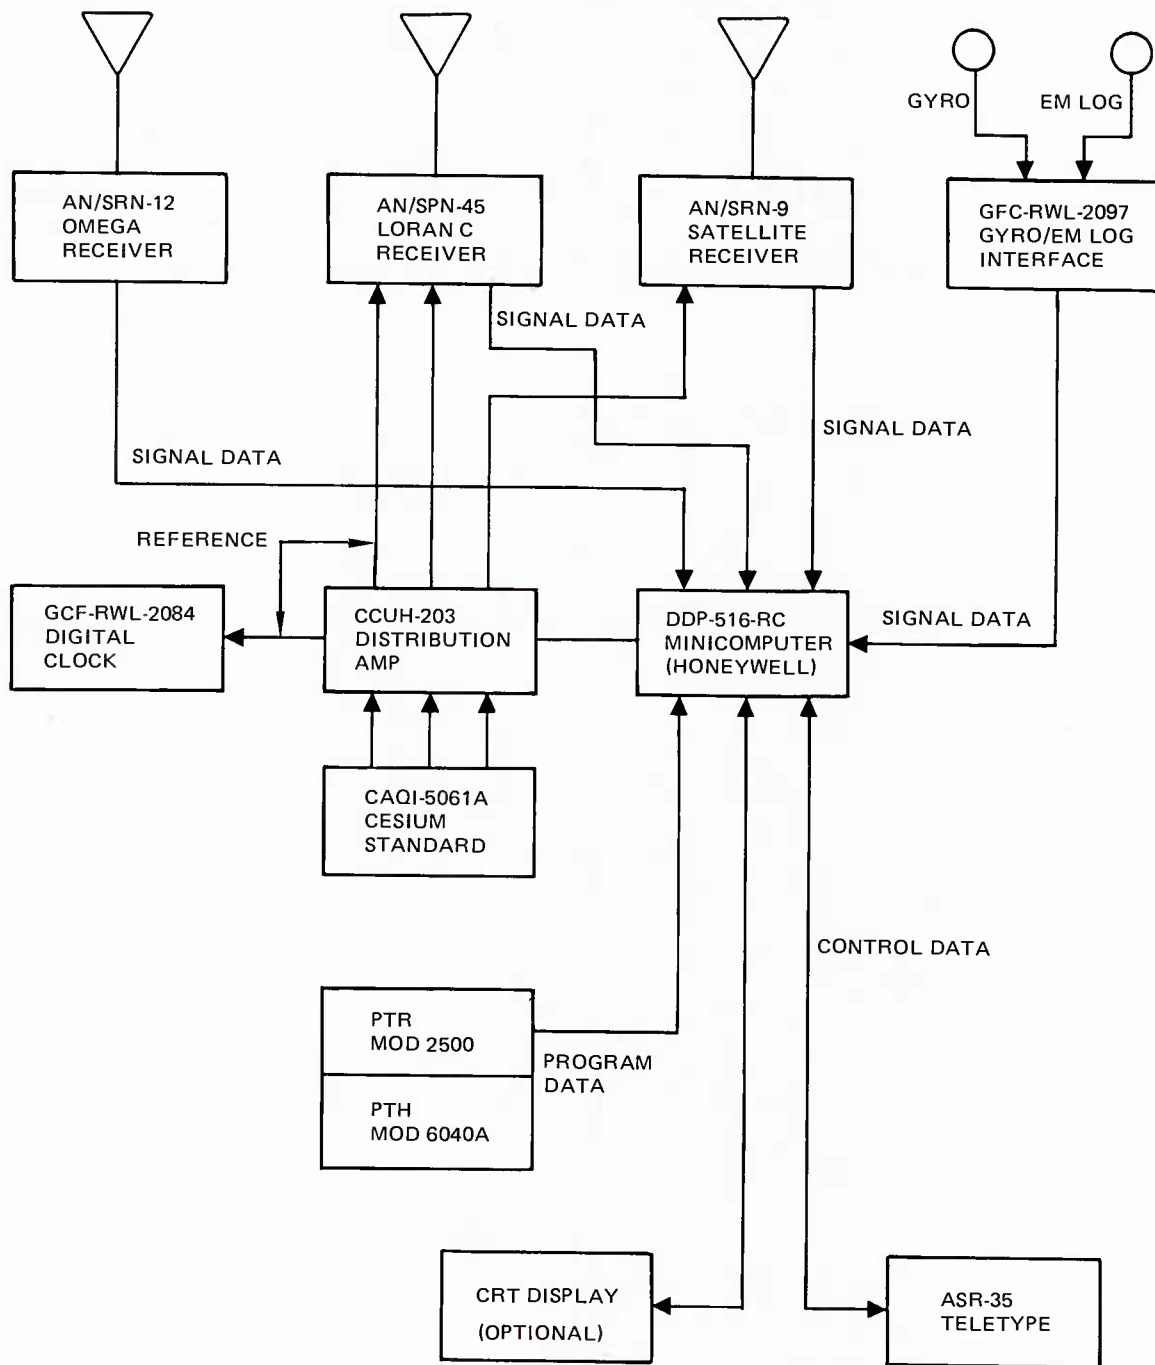 GYRO
EM LOG
AN/SRN-12
OMEGA
RECEIVER
AN/SPN-45
LORAN C
RECEIVER
AN/SRN-9
SATELLITE
RECEIVER
GFC-RWL-2097
GYRO/EM LOG
INTERFACE
SIGNAL DATA
SIGNAL DATA
SIGNAL DATA
REFERENCE
GCF-RWL-2084
DIGITAL
CLOCK
CCUH-203
DISTRIBUTION
AMP
DDP-516-RC
MINICOMPUTER
(HONEYWELL)
SIGNAL DATA
CAQI-5061A
CESIUM
STANDARD
CONTROL DATA
PTR
MOD 2500
PROGRAM
DATA
PTH
MOD 6040A
CRT DISPLAY
(OPTIONAL)
ASR-35
TELETYPE